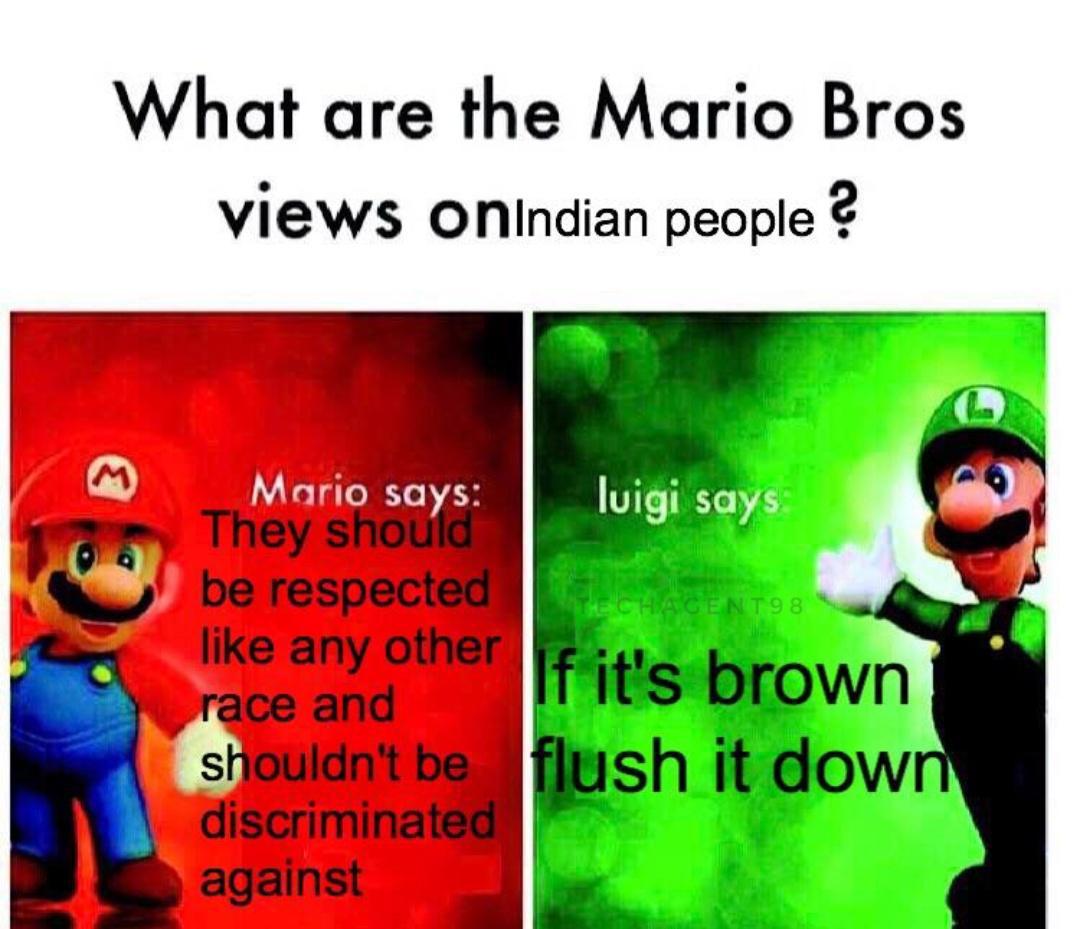 What are the Mario Bros
views onIndian people ?
M
Mario says:
They should
be respected
like any other
race and
shouldn't be
discriminated
against
L
luigi says:
TECHAGENT98
If it's brown
flush it down